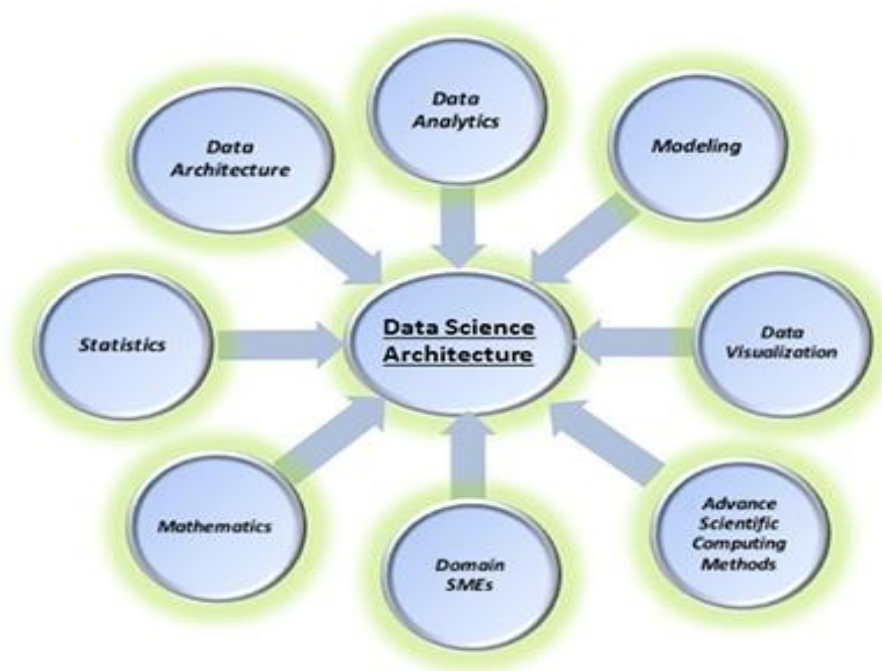 Data
Analytics
Data
Architecture
Modeling
Statistics
Data Science
Architecture
Data
Visualization
Mathematics
Domain
SMEs
Advance
Scientific
Computing
Methods